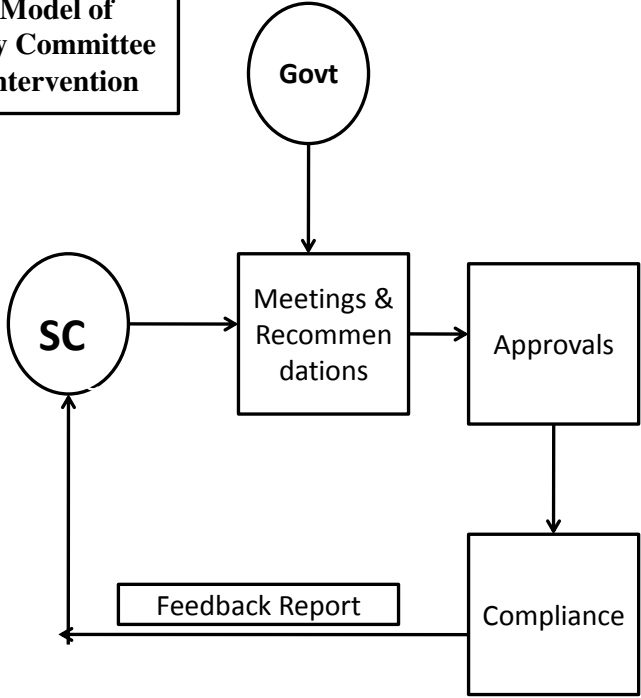 Model of
Committee
ntervention
Govt
SC
Meetings &
Recommen
dations
Approvals
Feedback Report
Compliance